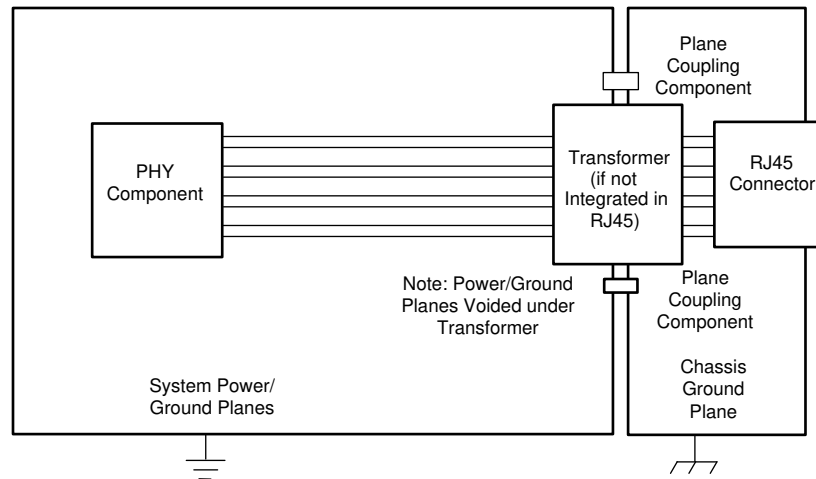 Plane
Coupling
Component
PHY
Component
Transformer
(if not
Integrated in
RJ45)
RJ45
Connector
Note: Power/Ground
Planes Voided under
Transformer
Plane
Coupling
Component
System Power/
Ground Planes
Chassis
Ground
Plane